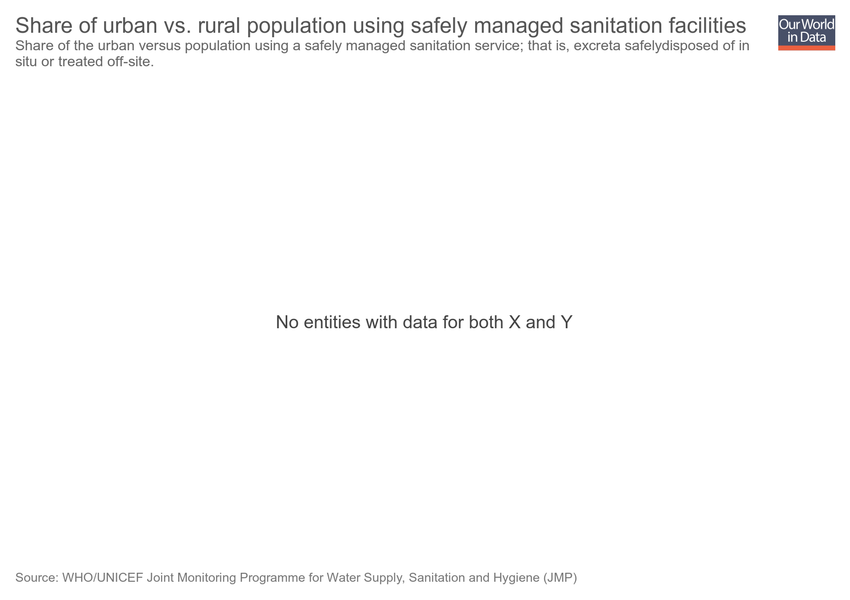 Share of urban vs. rural population using safely managed sanitation facilities
Our World
in Data
Share of the urban versus population using a safely managed sanitation service; that is, excreta safelydisposed of in
situ or treated off-site.
No entities with data for both X and Y
Source: WHO/UNICEF Joint Monitoring Programme for Water Supply, Sanitation and Hygiene (JMP)